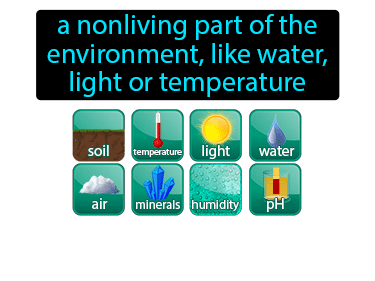 a nonliving part of the
environment, like water,
light or temperature
soil
temperature
light
water
air
minerals
humidity
pH